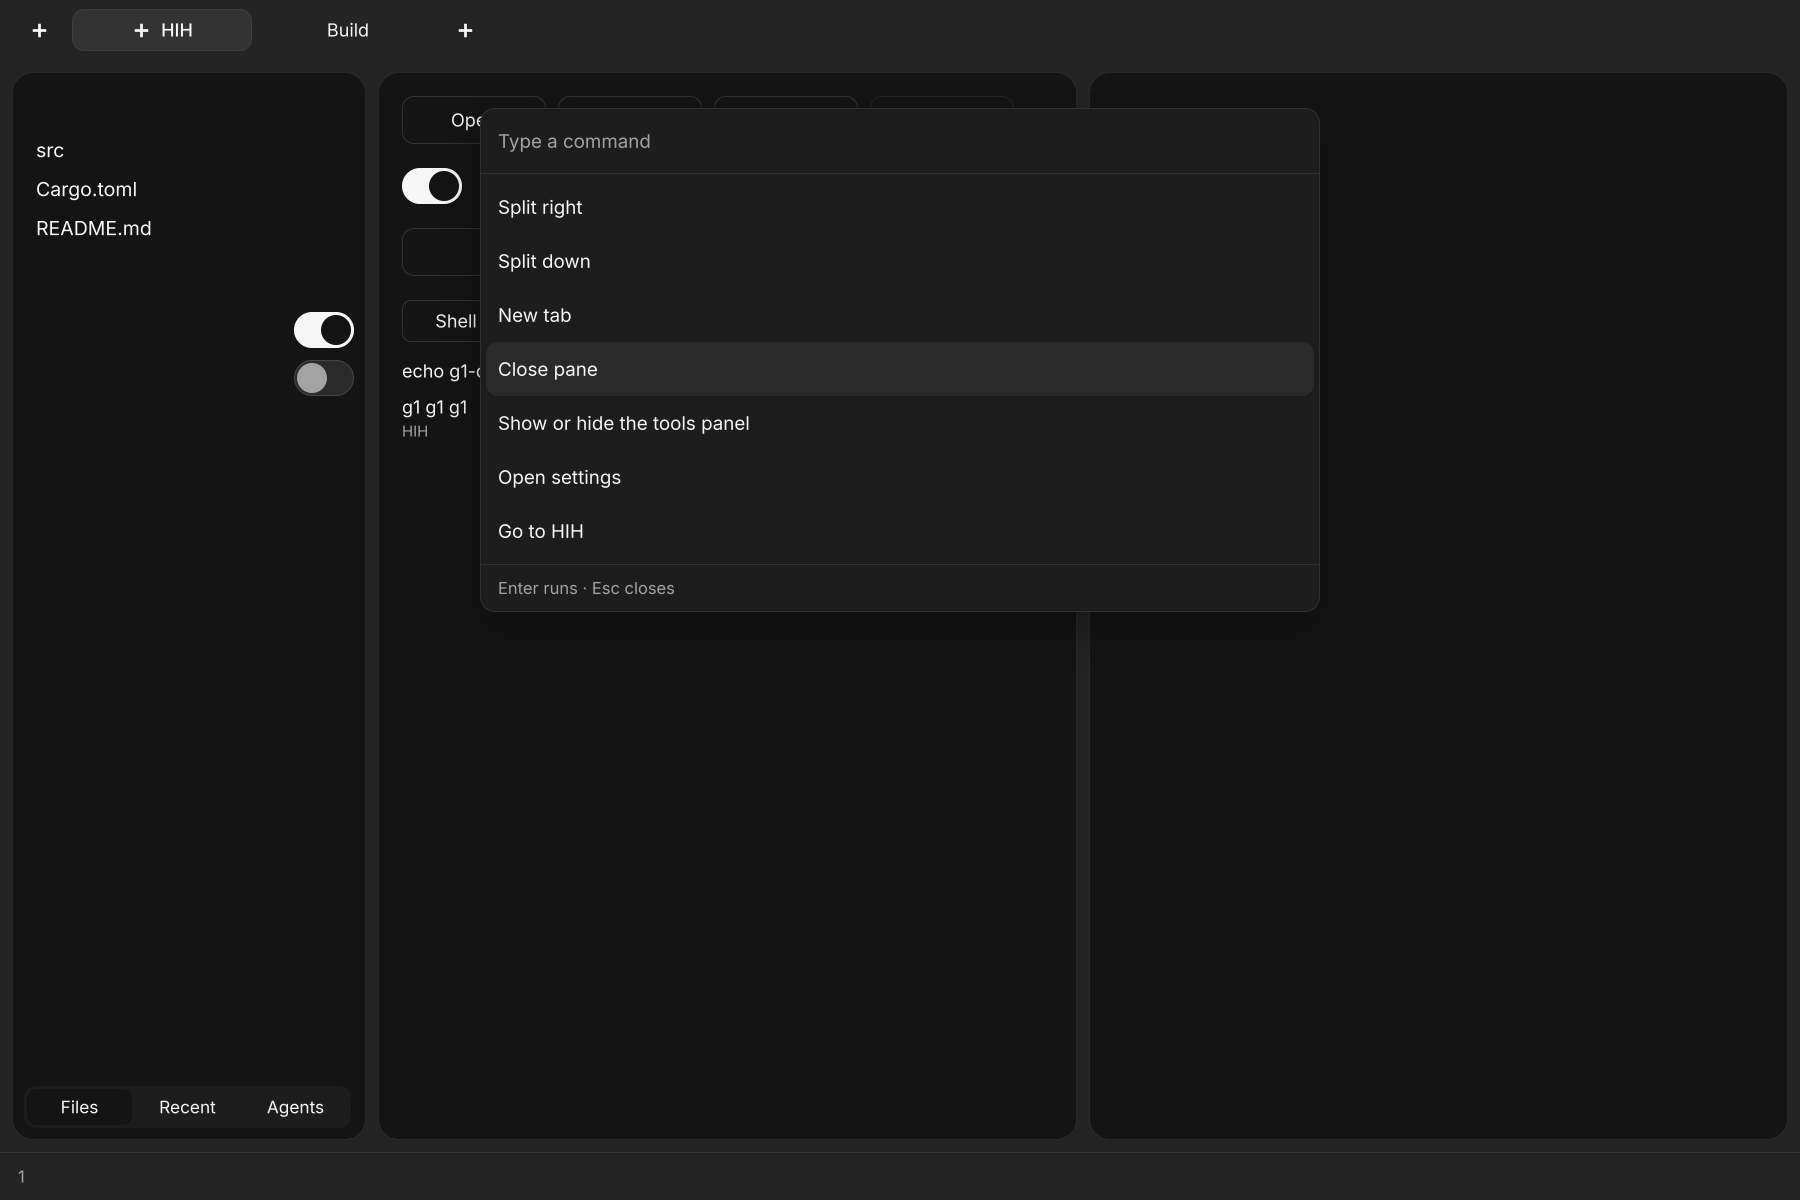 + + HIH Build +
src
Cargo.toml
README.md
Files Recent Agents
Ope
Shell
echo g1-
g1 g1 g1
HIH
Type a command
Split right
Split down
New tab
Close pane
Show or hide the tools panel
Open settings
Go to HIH
Enter runs · Esc closes
1